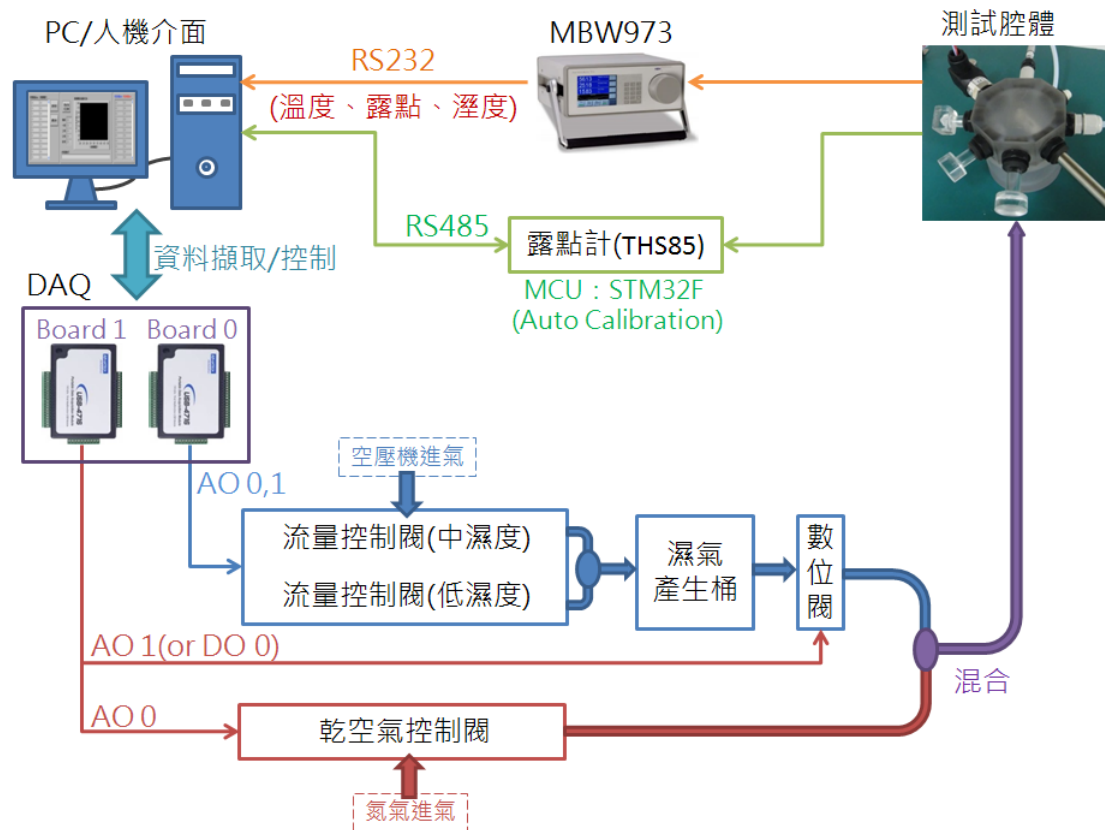 PC/人機介面
MBW973
測試腔體
RS232
(溫度、露點、溼度)
RS485
露點計(THS85)
MCU：STM32F
(Auto Calibration)
資料擷取/控制
DAQ
Board 1
Board 0
USB-4716
USB-4716
AO 0,1
空壓機進氣
流量控制閥(中濕度)
流量控制閥(低濕度)
濕氣
產生桶
數
位
閥
AO 1(or DO 0)
混合
AO 0
乾空氣控制閥
氮氣進氣